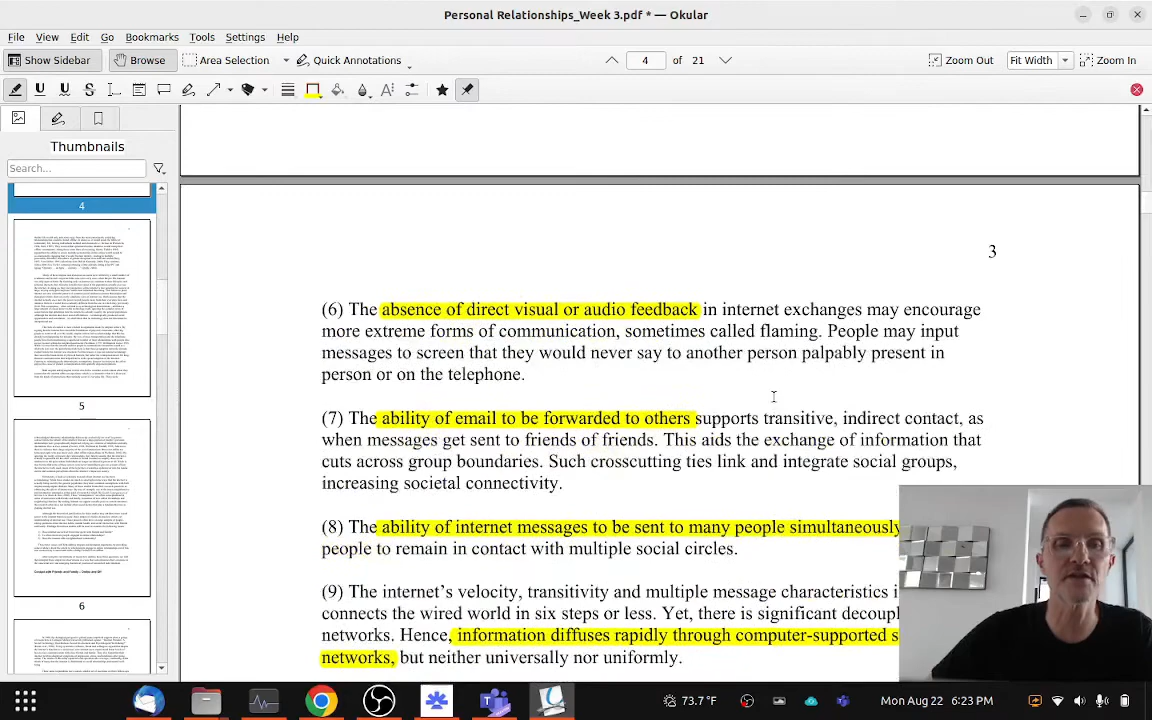 Personal Relationships_Week 3.pdf * — Okular
File View Edit Go Bookmarks Tools Settings Help
Show Sidebar Browse Area Selection Quick Annotations 4 of 21 Zoom Out Fit Width Zoom In
Thumbnails
Search...
4
5
6
3
(6) The absence of direct visual or audio feedback in internet exchanges may encourage
more extreme forms of communication, sometimes called flaming. People may input
messages to screen that they would never say to another person palpably present in
person or on the telephone.
(7) The ability of email to be forwarded to others supports transitive, indirect contact, as
when messages get sent to friends of friends. This aids the exchange of information that
cuts across group boundaries. Such crosscutting ties link and integrate social groups,
increasing societal connectivity.
(8) The ability of internet messages to be sent to many people simultaneously
people to remain in contact with multiple social circles.
(9) The internet's velocity, transitivity and multiple message characteristics i
connects the wired world in six steps or less. Yet, there is significant decoupl
networks. Hence, information diffuses rapidly through computer-supported s
networks, but neither universally nor uniformly.
73.7°F Mon Aug 22 6:23 PM